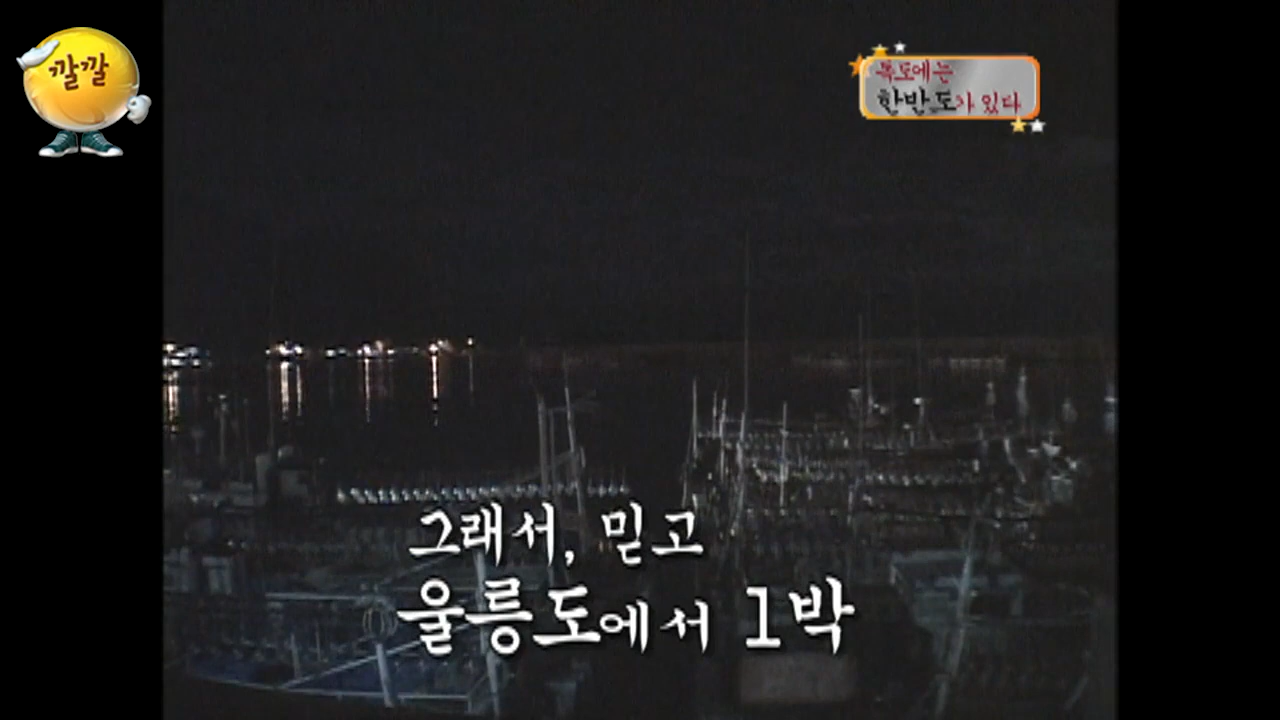 깔깔
독도에는
한반도가 있다
그래서, 믿고
울릉도에서 1박